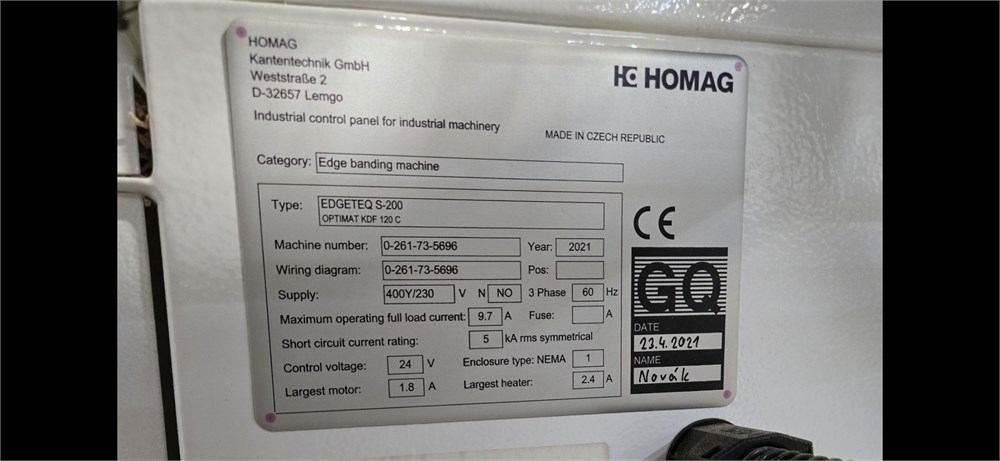 HOMAG
Kantentechnik GmbH
Weststraße 2
D-32657 Lemgo
HOMAG
Industrial control panel for industrial machinery
MADE IN CZECH REPUBLIC
Category: Edge banding machine
Type: EDGETEQ S-200
OPTIMAT KDF 120 C
Machine number: 0-261-73-5696 Year: 2021
Wiring diagram: 0-261-73-5696 Pos:
Supply: 400Y/230 V N NO 3 Phase 60 Hz
Maximum operating full load current: 9.7 A Fuse: A
Short circuit current rating: 5 kA rms symmetrical
Control voltage: 24 V Enclosure type: NEMA 1
Largest motor: 1.8 A Largest heater: 2.4 A
CE
GQ
DATE
23.4.2021
NAME
Novák